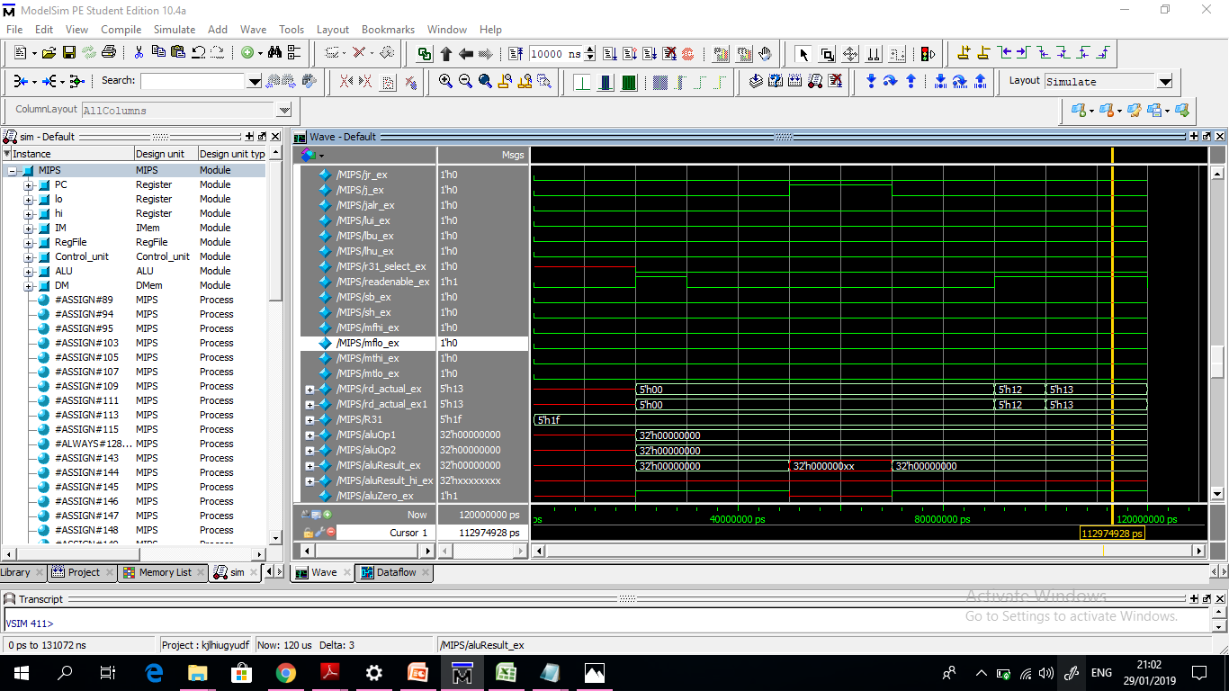 ModelSim PE Student Edition 10.4a
File Edit View Compile Simulate Add Wave Tools Layout Bookmarks Window Help
10000 ns
Search:
Layout Simulate
ColumnLayout AllColumns
sim - Default
Instance Design unit Design unit typ
MIPS MIPS Module
PC Register Module
lo Register Module
hi Register Module
IM IMem Module
RegFile RegFile Module
Control_unit Control_unit Module
ALU ALU Module
DM DMem Module
#ASSIGN#89 MIPS Process
#ASSIGN#94 MIPS Process
#ASSIGN#95 MIPS Process
#ASSIGN#103 MIPS Process
#ASSIGN#105 MIPS Process
#ASSIGN#107 MIPS Process
#ASSIGN#109 MIPS Process
#ASSIGN#111 MIPS Process
#ASSIGN#113 MIPS Process
#ASSIGN#115 MIPS Process
#ALWAYS#128... MIPS Process
#ASSIGN#143 MIPS Process
#ASSIGN#144 MIPS Process
#ASSIGN#145 MIPS Process
#ASSIGN#146 MIPS Process
#ASSIGN#147 MIPS Process
#ASSIGN#148 MIPS Process
Library Project Memory List sim
Wave - Default
Msgs
/MIPS/jr_ex 1'h0
/MIPS/j_ex 1'h0
/MIPS/jalr_ex 1'h0
/MIPS/lui_ex 1'h0
/MIPS/lbu_ex 1'h0
/MIPS/lhu_ex 1'h0
/MIPS/r31_select_ex 1'h0
/MIPS/readenable_ex 1'h1
/MIPS/sb_ex 1'h0
/MIPS/sh_ex 1'h0
/MIPS/mfhi_ex 1'h0
/MIPS/mflo_ex 1'h0
/MIPS/mthi_ex 1'h0
/MIPS/mtlo_ex 1'h0
/MIPS/rd_actual_ex 5'h13 5'h00 5'h12 5'h13
/MIPS/rd_actual_ex1 5'h13 5'h00 5'h12 5'h13
/MIPS/R31 5'h1f 5'h1f
/MIPS/aluOp1 32'h00000000 32'h00000000
/MIPS/aluOp2 32'h00000000 32'h00000000
/MIPS/aluResult_ex 32'h00000000 32'h00000000 32'h000000xx 32'h00000000
/MIPS/aluResult_hi_ex 32'hxxxxxxxx
/MIPS/aluZero_ex 1'h1
Now 120000000 ps ps 40000000 ps 80000000 ps 120000000 ps
Cursor 1 112974928 ps 112974928 ps
Wave Dataflow
Transcript
VSIM 411>
Activate Windows
Go to Settings to activate Windows.
0 ps to 131072 ns Project : kjlhiugyudf Now: 120 us Delta: 3 /MIPS/aluResult_ex
ENG
21:02
29/01/2019